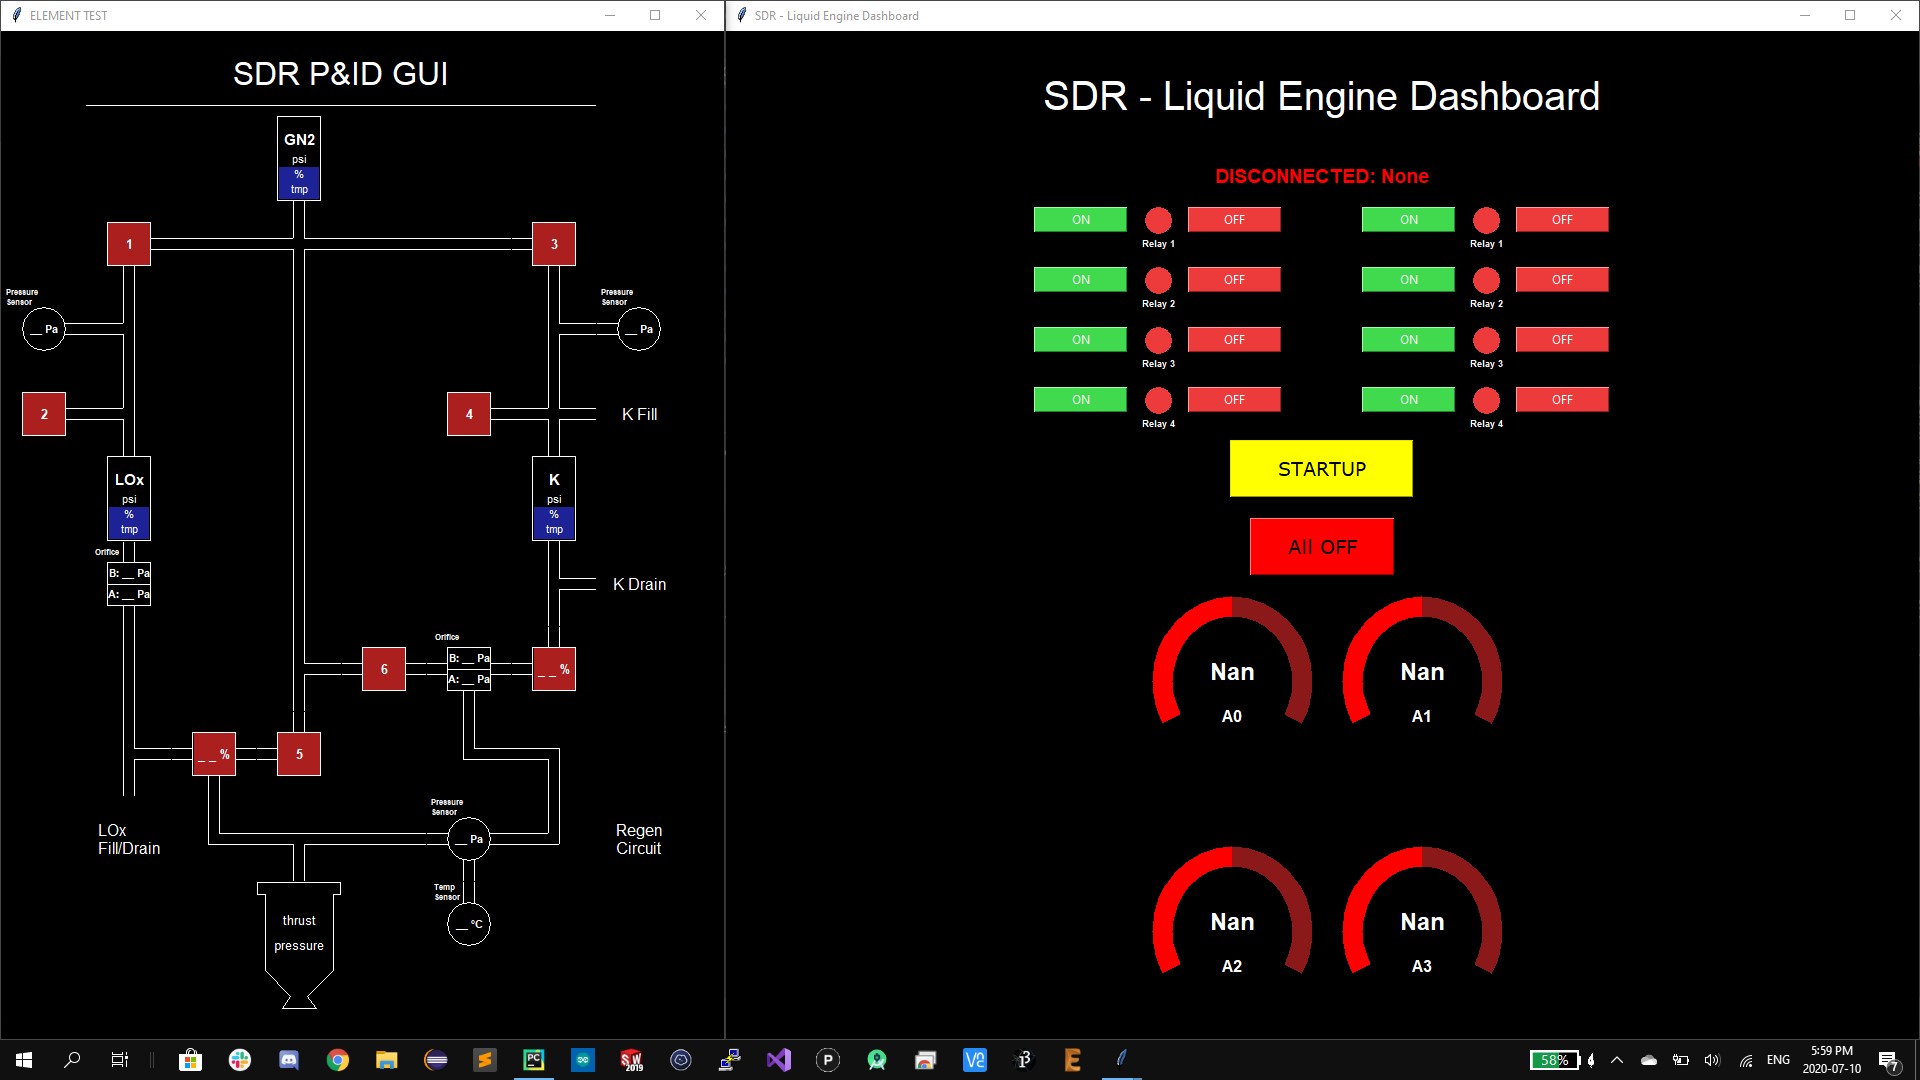 ELEMENT TEST
SDR P&ID GUI
GN2
psi
%
tmp
1
3
Pressure
Sensor
__ Pa
Pressure
Sensor
__ Pa
2
4
K Fill
LOx
psi
%
tmp
K
psi
%
tmp
Orifice
B: __ Pa
A: __ Pa
K Drain
Orifice
B: __ Pa
A: __ Pa
6
_ _ %
_ _ %
5
Pressure
Sensor
__ Pa
LOx
Fill/Drain
Regen
Circuit
Temp
Sensor
__ °C
thrust
pressure
SDR - Liquid Engine Dashboard
SDR - Liquid Engine Dashboard
DISCONNECTED: None
ON OFF ON OFF
Relay 1 Relay 1
ON OFF ON OFF
Relay 2 Relay 2
ON OFF ON OFF
Relay 3 Relay 3
ON OFF ON OFF
Relay 4 Relay 4
STARTUP
All OFF
Nan Nan
A0 A1
Nan Nan
A2 A3
PC
SW
2019
P
VE
E
58%
ENG
5:59 PM
2020-07-10
7